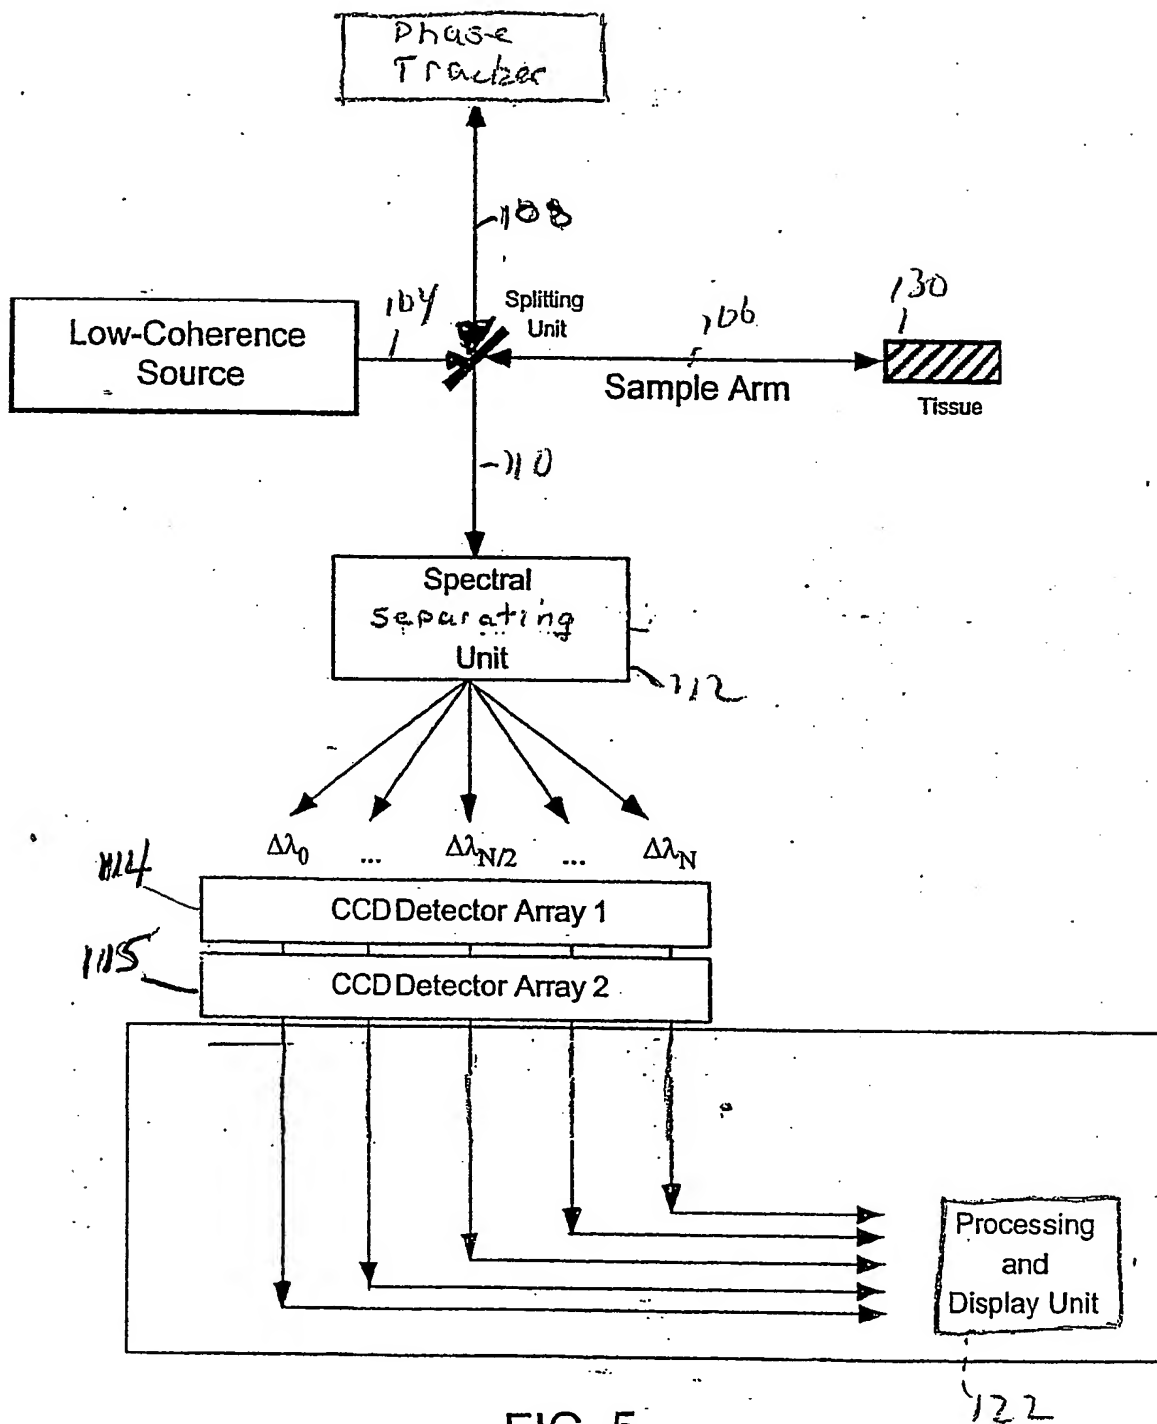 Phase
Tracker
108
Low-Coherence
Source
104
Splitting
Unit
106
Sample Arm
130
Tissue
110
Spectral
Separating
Unit
112
Δλ0 ... ΔλN/2 ... ΔλN
114
CCD Detector Array 1
115
CCD Detector Array 2
Processing
and
Display Unit
122
FIG. 5